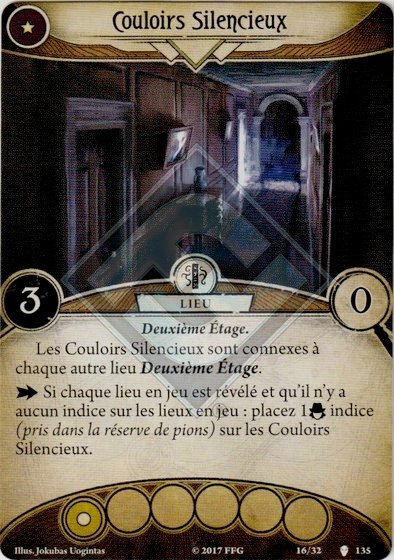 Couloirs Silencieux
3
LIEU
0
Deuxième Étage.
Les Couloirs Silencieux sont connexes à
chaque autre lieu Deuxième Étage.
Si chaque lieu en jeu est révélé et qu'il n'y a
aucun indice sur les lieux en jeu : placez 1 indice
(pris dans la réserve de pions) sur les Couloirs
Silencieux.
Illus. Jokubas Uogintas © 2017 FFG 16/32 135